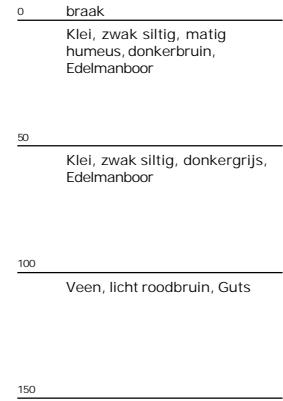 0 braak
Klei, zwak siltig, matig
humeus, donkerbruin,
Edelmanboor
50
Klei, zwak siltig, donkergrijs,
Edelmanboor
100
Veen, licht roodbruin, Guts
150